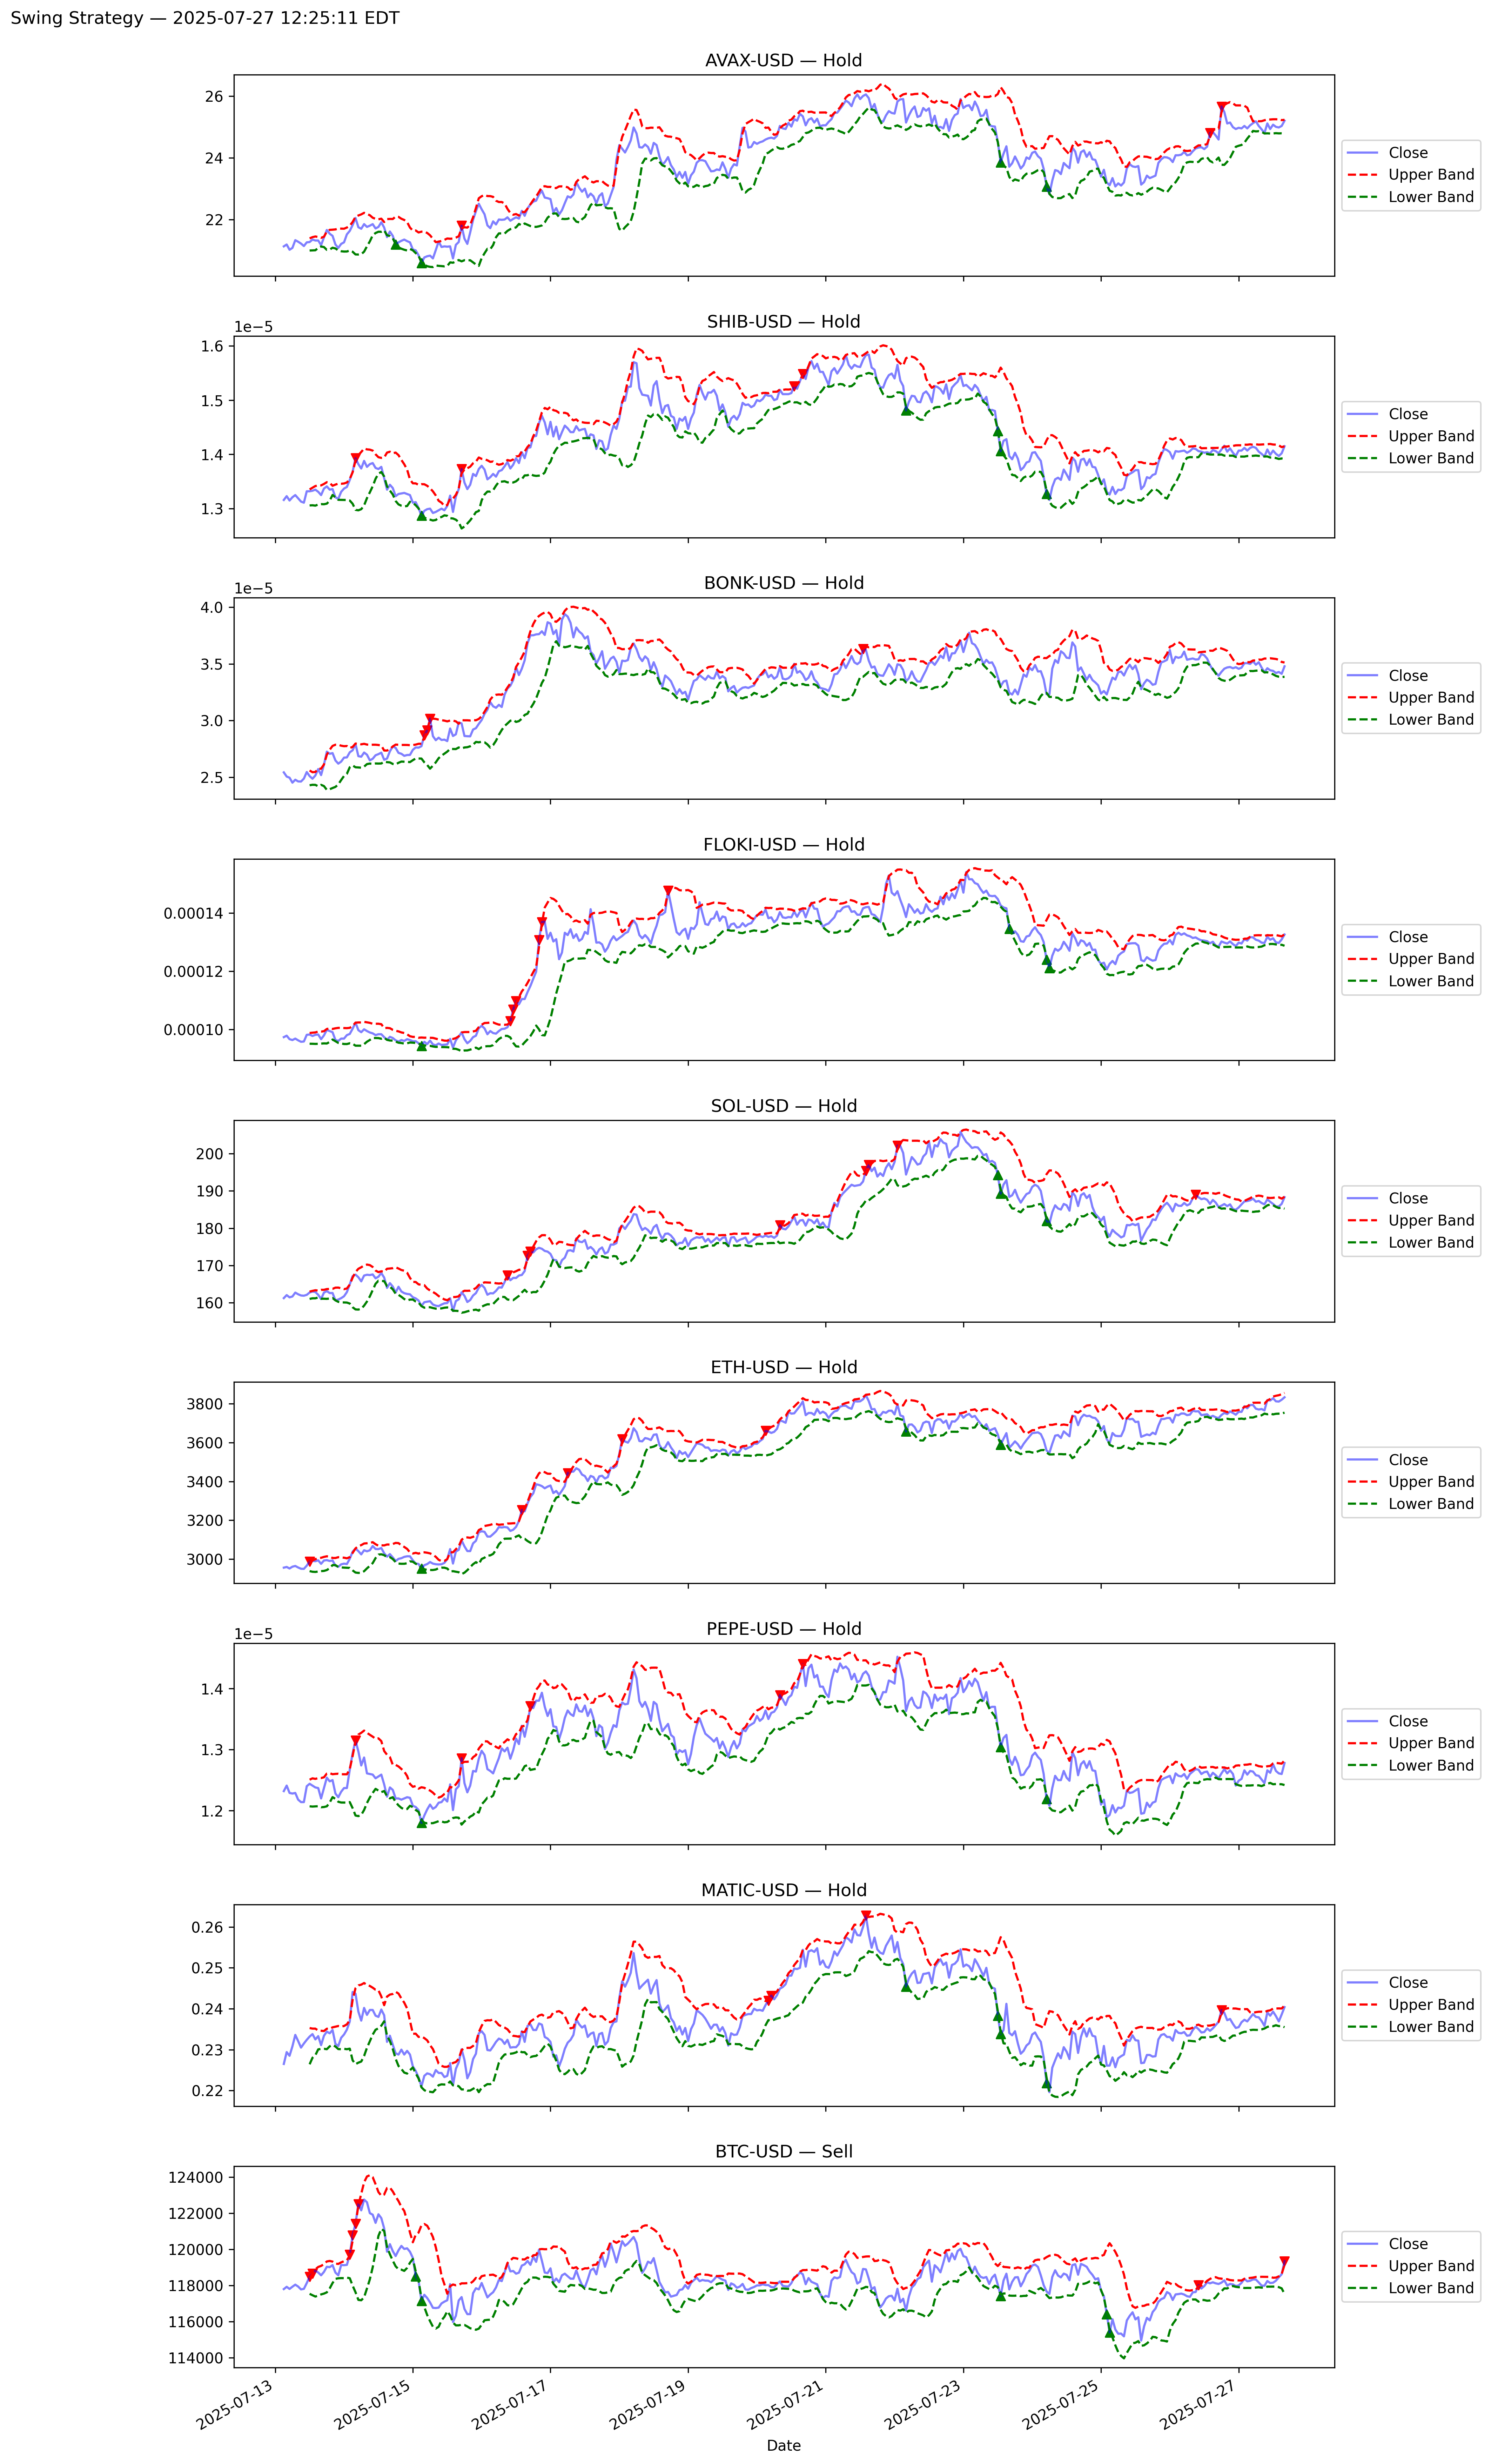 Swing Strategy — 2025-07-27 12:25:11 EDT
AVAX-USD — Hold
26
24
22
Close
Upper Band
Lower Band
SHIB-USD — Hold
1e−5
1.6
1.5
1.4
1.3
Close
Upper Band
Lower Band
BONK-USD — Hold
1e−5
4.0
3.5
3.0
2.5
Close
Upper Band
Lower Band
FLOKI-USD — Hold
0.00014
0.00012
0.00010
Close
Upper Band
Lower Band
SOL-USD — Hold
200
190
180
170
160
Close
Upper Band
Lower Band
ETH-USD — Hold
3800
3600
3400
3200
3000
Close
Upper Band
Lower Band
PEPE-USD — Hold
1e−5
1.4
1.3
1.2
Close
Upper Band
Lower Band
MATIC-USD — Hold
0.26
0.25
0.24
0.23
0.22
Close
Upper Band
Lower Band
BTC-USD — Sell
124000
122000
120000
118000
116000
114000
Close
Upper Band
Lower Band
2025-07-13
2025-07-15
2025-07-17
2025-07-19
2025-07-21
2025-07-23
2025-07-25
2025-07-27
Date